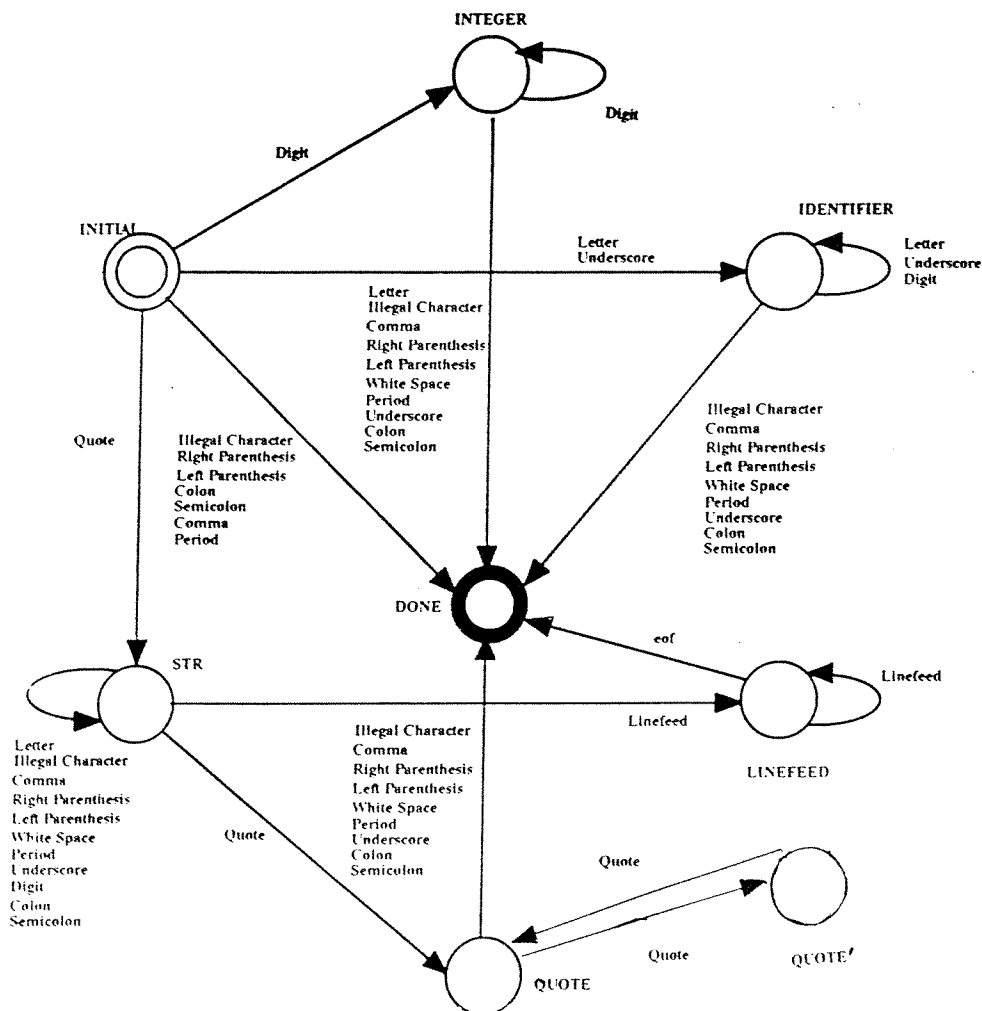 INTEGER
Digit
Digit
INITIAL
IDENTIFIER
Letter
Underscore
Letter
Underscore
Digit
Letter
Illegal Character
Comma
Right Parenthesis
Left Parenthesis
White Space
Period
Underscore
Colon
Semicolon
Quote
Illegal Character
Right Parenthesis
Left Parenthesis
Colon
Semicolon
Comma
Period
Illegal Character
Comma
Right Parenthesis
Left Parenthesis
White Space
Period
Underscore
Colon
Semicolon
DONE
eof
STR
Linefeed
Linefeed
LINEFEED
Letter
Illegal Character
Comma
Right Parenthesis
Left Parenthesis
White Space
Period
Underscore
Digit
Colon
Semicolon
Quote
Illegal Character
Comma
Right Parenthesis
Left Parenthesis
White Space
Period
Underscore
Colon
Semicolon
Quote
Quote
QUOTE
QUOTE'